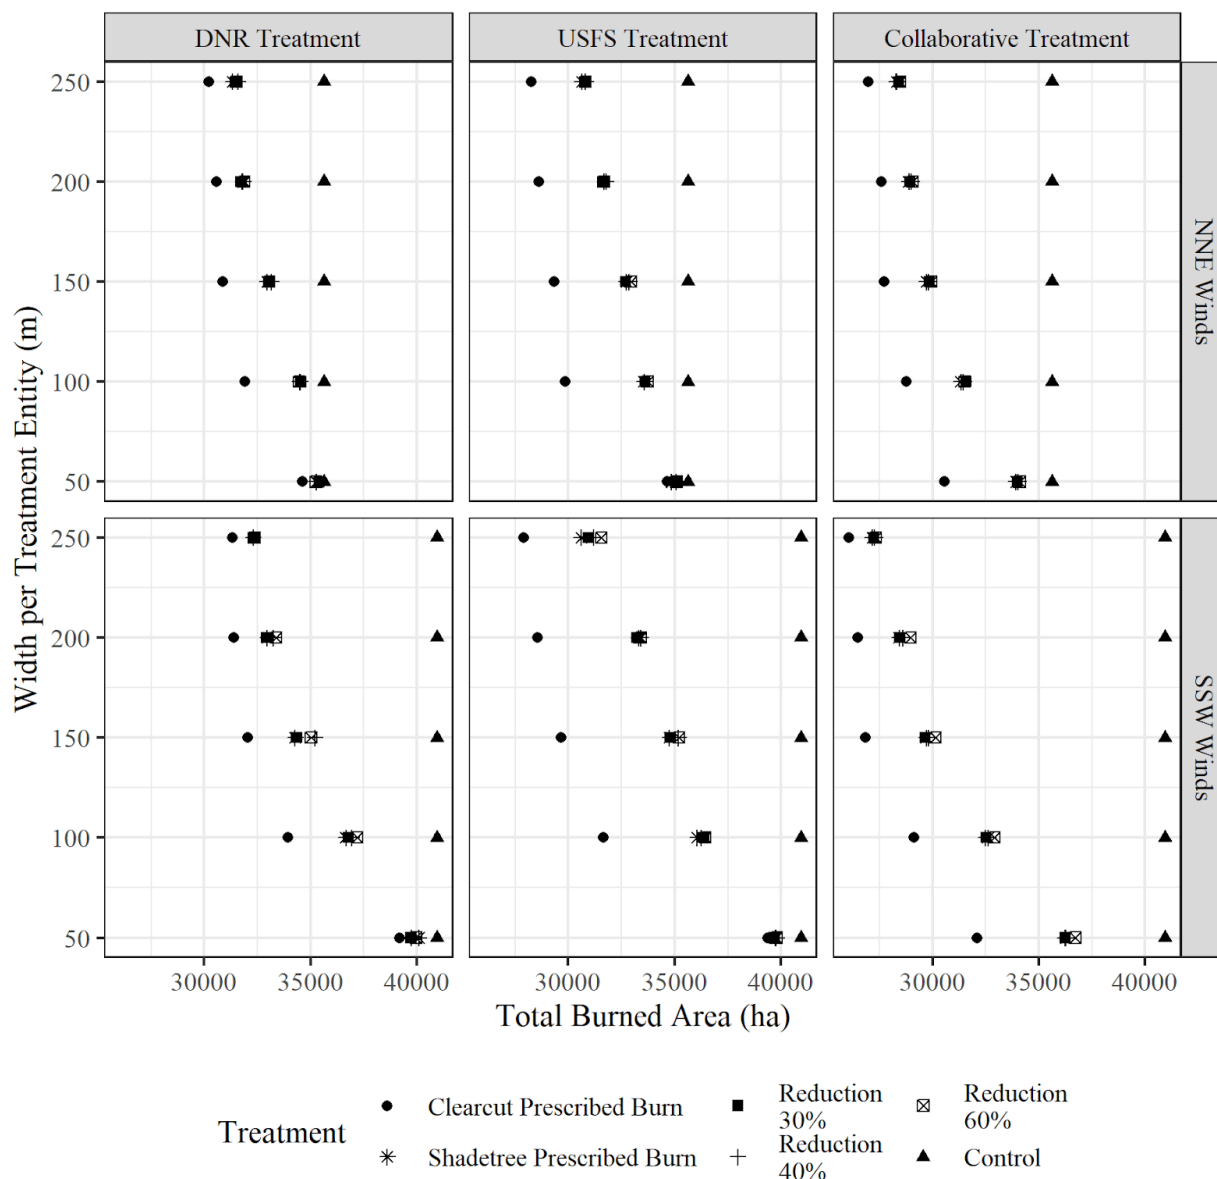 DNR Treatment
USFS Treatment
Collaborative Treatment
250
200
150
100
50
NNE Winds
Width per Treatment Entity (m)
250
200
150
100
50
SSW Winds
30000 35000 40000
30000 35000 40000
30000 35000 40000
Total Burned Area (ha)
Treatment
Clearcut Prescribed Burn
Shadetree Prescribed Burn
Reduction
30%
Reduction
40%
Reduction
60%
Control